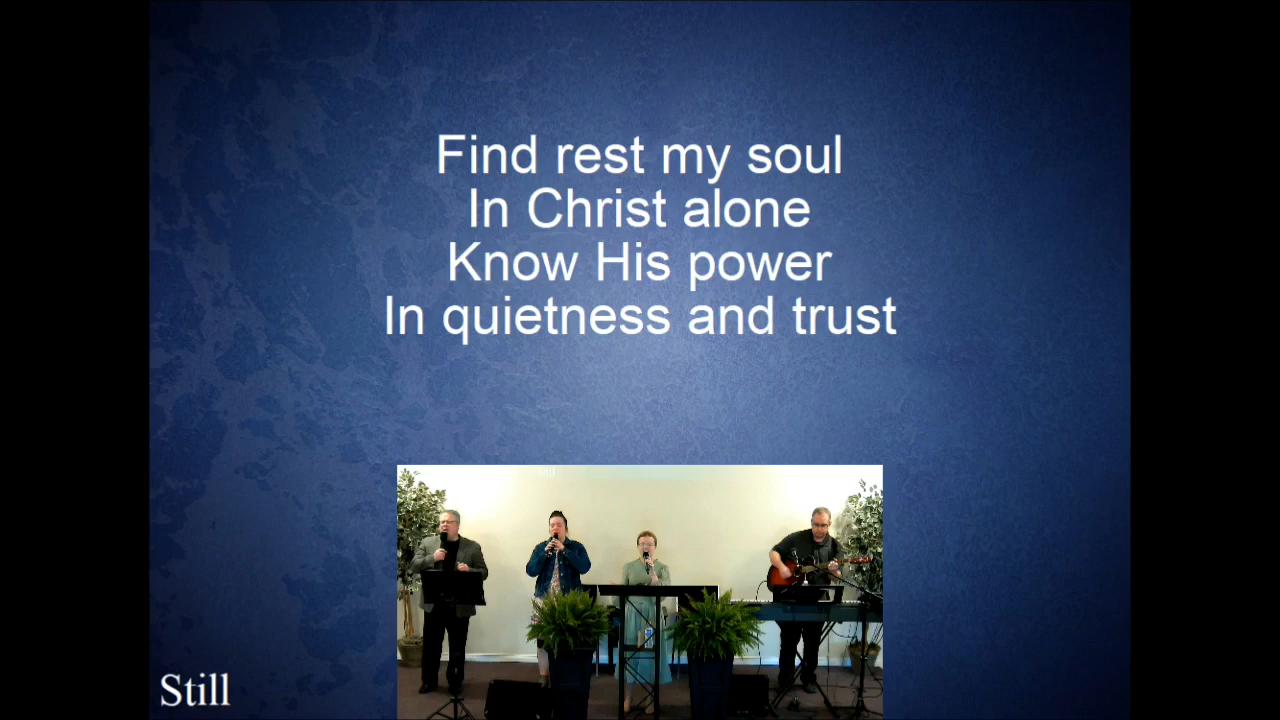 Find rest my soul
In Christ alone
Know His power
In quietness and trust
Still